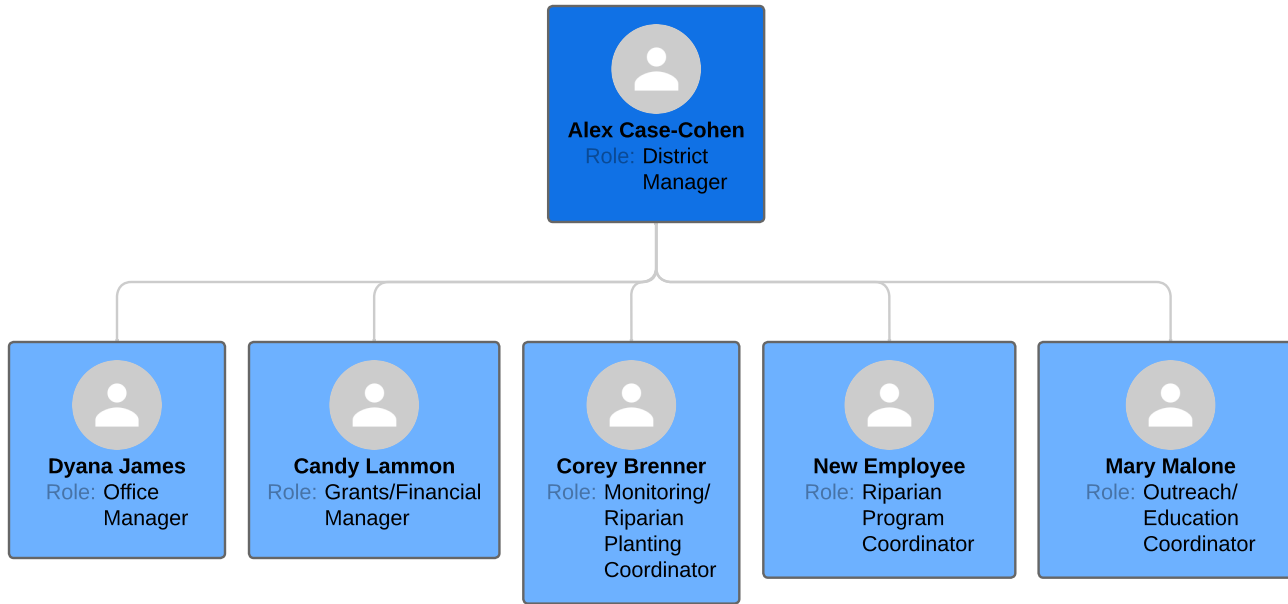 Alex Case-Cohen
Role: District
Manager
Dyana James
Role: Office
Manager
Candy Lammon
Role: Grants/Financial
Manager
Corey Brenner
Role: Monitoring/
Riparian
Planting
Coordinator
New Employee
Role: Riparian
Program
Coordinator
Mary Malone
Role: Outreach/
Education
Coordinator